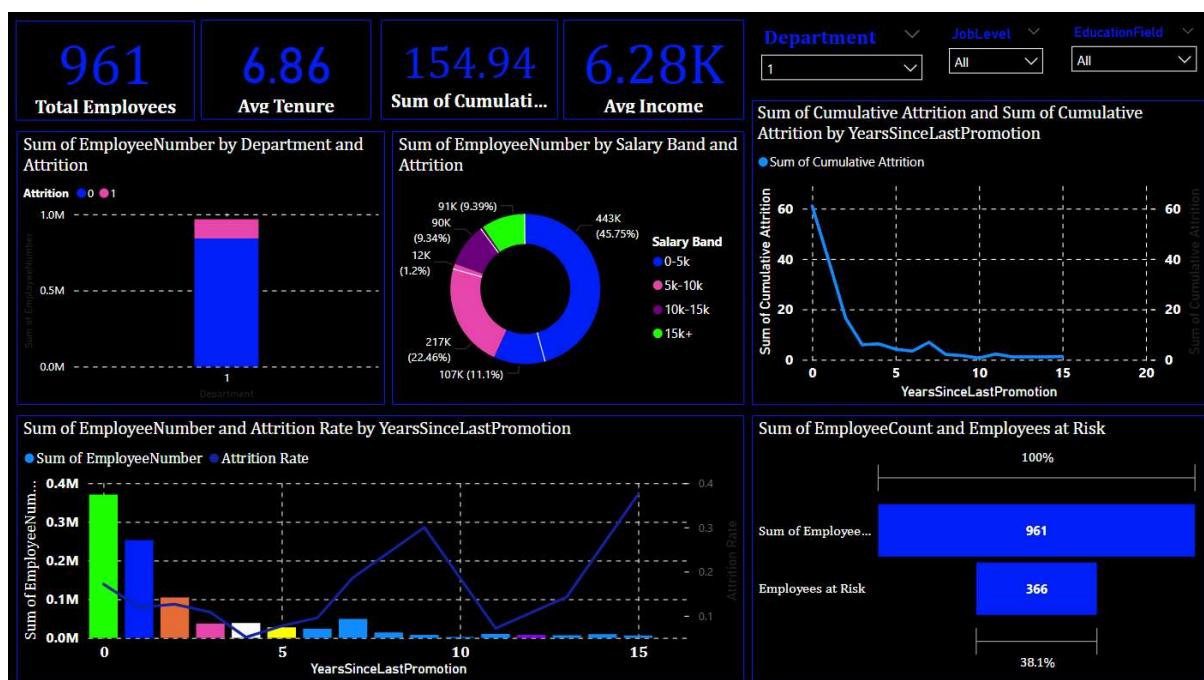 961
Total Employees
6.86
Avg Tenure
154.94
Sum of Cumulati...
6.28K
Avg Income
Department
1
JobLevel
All
EducationField
All
Sum of EmployeeNumber by Department and
Attrition
Attrition 0 1
1.0M
0.5M
0.0M
Sum of EmployeeNumber
1
Department
Sum of EmployeeNumber by Salary Band and
Attrition
91K (9.39%)
90K
(9.34%)
12K
(1.2%)
217K
(22.46%)
107K (11.1%)
443K
(45.75%)
Salary Band
0-5k
5k-10k
10k-15k
15k+
Sum of Cumulative Attrition and Sum of Cumulative
Attrition by YearsSinceLastPromotion
Sum of Cumulative Attrition
Sum of Cumulative Attrition
60
40
20
0
60
40
20
0
Sum of Cumulative Attrition
0 5 10 15 20
YearsSinceLastPromotion
Sum of EmployeeNumber and Attrition Rate by YearsSinceLastPromotion
Sum of EmployeeNumber Attrition Rate
Sum of EmployeeNum...
0.4M
0.3M
0.2M
0.1M
0.0M
0.4
0.3
0.2
0.1
Attrition Rate
0 5 10 15
YearsSinceLastPromotion
Sum of EmployeeCount and Employees at Risk
100%
Sum of Employee...
961
Employees at Risk
366
38.1%